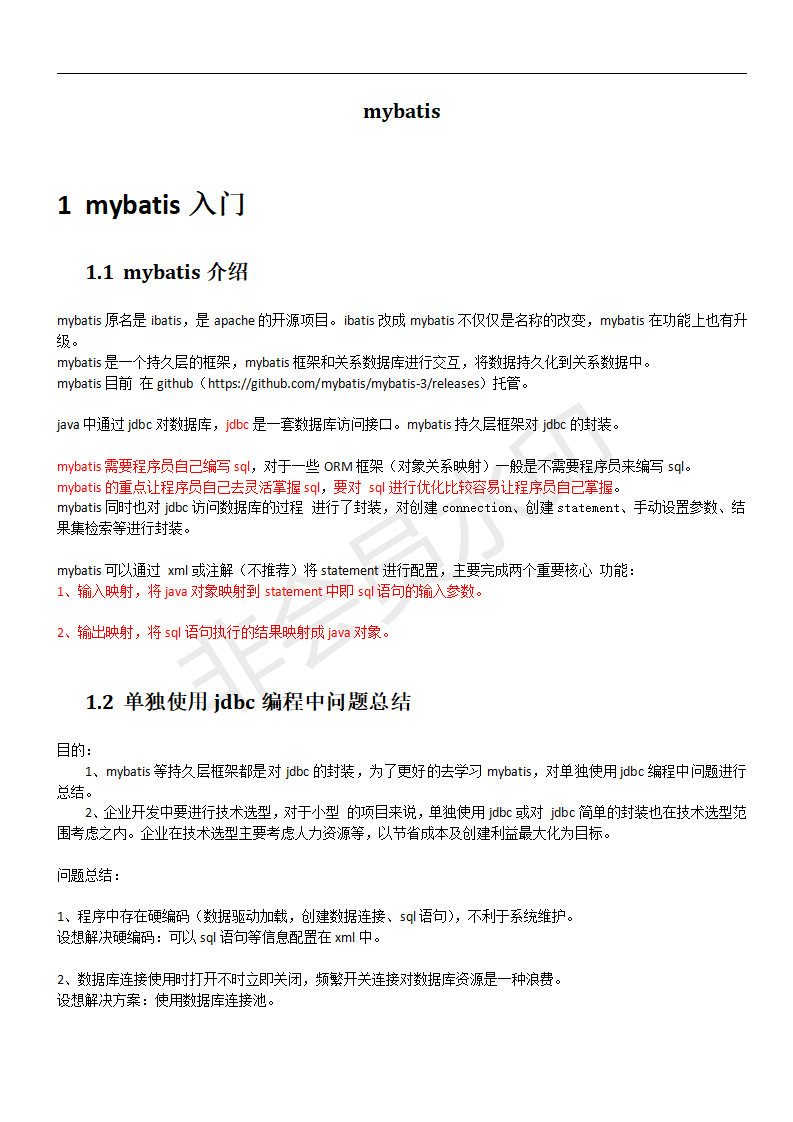 mybatis
1 mybatis 入门
1.1 mybatis 介绍
mybatis 原名是 ibatis，是 apache 的开源项目。ibatis 改成 mybatis 不仅仅是名称的改变，mybatis 在功能上也有升
级。
mybatis 是一个持久层的框架，mybatis 框架和关系数据库进行交互，将数据持久化到关系数据中。
mybatis 目前 在 github（https://github.com/mybatis/mybatis-3/releases）托管。
java 中通过 jdbc 对数据库，jdbc 是一套数据库访问接口。mybatis 持久层框架对 jdbc 的封装。
mybatis 需要程序员自己编写 sql，对于一些 ORM 框架（对象关系映射）一般是不需要程序员来编写 sql。
mybatis 的重点让程序员自己去灵活掌握 sql，要对 sql 进行优化比较容易让程序员自己掌握。
mybatis 同时也对 jdbc 访问数据库的过程 进行了封装，对创建 connection、创建 statement、手动设置参数、结
果集检索等进行封装。
mybatis 可以通过 xml 或注解（不推荐）将 statement 进行配置，主要完成两个重要核心 功能：
1、输入映射，将 java 对象映射到 statement 中即 sql 语句的输入参数。
2、输出映射，将 sql 语句执行的结果映射成 java 对象。
1.2 单独使用 jdbc 编程中问题总结
目的：
1、mybatis 等持久层框架都是对 jdbc 的封装，为了更好的去学习 mybatis，对单独使用 jdbc 编程中问题进行
总结。
2、企业开发中要进行技术选型，对于小型 的项目来说，单独使用 jdbc 或对 jdbc 简单的封装也在技术选型范
围考虑之内。企业在技术选型主要考虑人力资源等，以节省成本及创建利益最大化为目标。
问题总结：
1、程序中存在硬编码（数据驱动加载，创建数据连接、sql 语句），不利于系统维护。
设想解决硬编码：可以 sql 语句等信息配置在 xml 中。
2、数据库连接使用时打开不时立即关闭，频繁开关连接对数据库资源是一种浪费。
设想解决方案：使用数据库连接池。
非会员水印